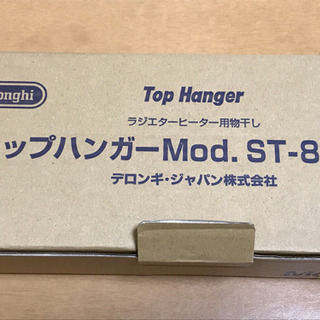 onghi
Top Hanger
ラジエターヒーター用物干し
ップハンガーMod. ST-8
デロンギ・ジャパン株式会社